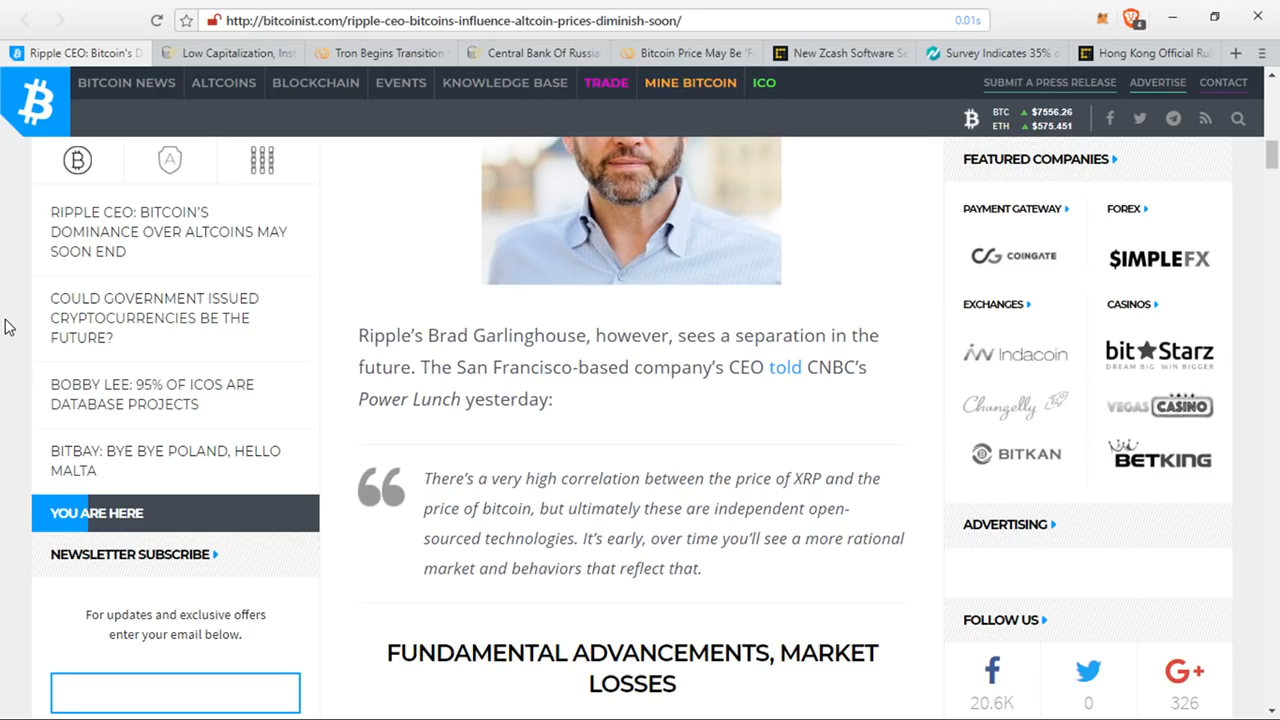 http://bitcoinist.com/ripple-ceo-bitcoins-influence-altcoin-prices-diminish-soon/
0.01s
4
Ripple CEO: Bitcoin's D
Low Capitalization, Inst
Tron Begins Transition
Central Bank Of Russia
Bitcoin Price May Be 'F
New Zcash Software Se
Survey Indicates 35% o
Hong Kong Official Ru
BITCOIN NEWS
ALTCOINS
BLOCKCHAIN
EVENTS
KNOWLEDGE BASE
TRADE
MINE BITCOIN
ICO
SUBMIT A PRESS RELEASE
ADVERTISE
CONTACT
BTC $7556.26
ETH $575.451
RIPPLE CEO: BITCOIN'S
DOMINANCE OVER ALTCOINS MAY
SOON END
COULD GOVERNMENT ISSUED
CRYPTOCURRENCIES BE THE
FUTURE?
BOBBY LEE: 95% OF ICOS ARE
DATABASE PROJECTS
BITBAY: BYE BYE POLAND, HELLO
MALTA
YOU ARE HERE
NEWSLETTER SUBSCRIBE
For updates and exclusive offers
enter your email below.
Ripple's Brad Garlinghouse, however, sees a separation in the
future. The San Francisco-based company's CEO told CNBC's
Power Lunch yesterday:
There's a very high correlation between the price of XRP and the
price of bitcoin, but ultimately these are independent open-
sourced technologies. It's early, over time you'll see a more rational
market and behaviors that reflect that.
FUNDAMENTAL ADVANCEMENTS, MARKET
LOSSES
FEATURED COMPANIES
PAYMENT GATEWAY
FOREX
COINGATE
$IMPLEFX
EXCHANGES
CASINOS
Indacoin
bit★Starz
DREAM BIG. WIN BIGGER.
Changelly
VEGAS CASINO
BITKAN
BETKING
ADVERTISING
FOLLOW US
20.6K
0
326